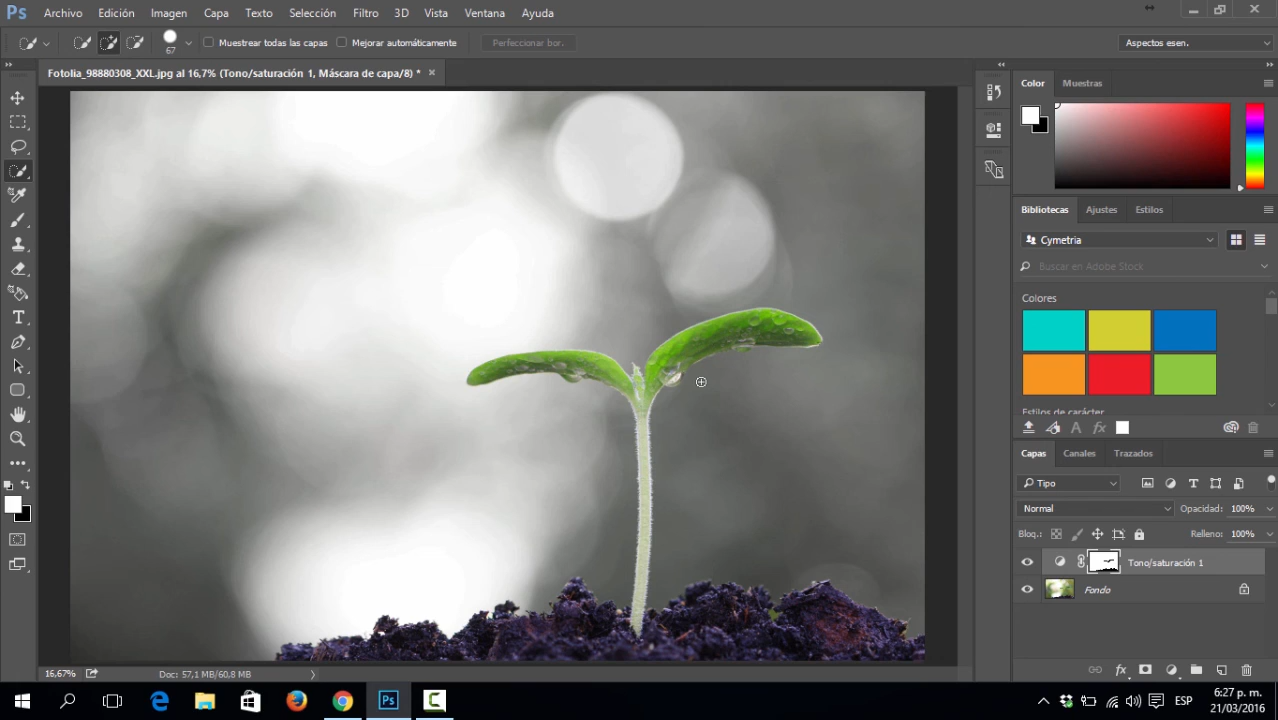 Ps Archivo Edición Imagen Capa Texto Selección Filtro 3D Vista Ventana Ayuda
67 Muestrear todas las capas Mejorar automáticamente Perfeccionar bor. Aspectos esen.
Fotolia_98880308_XXL.jpg al 16,7% (Tono/saturación 1, Máscara de capa/8) * ×
Color Muestras
Bibliotecas Ajustes Estilos
Cymetria
Buscar en Adobe Stock
Colores
Estilos de carácter
Capas Canales Trazados
Tipo
Normal Opacidad: 100%
Bloq.: Relleno: 100%
Tono/saturación 1
Fondo
16,67% Doc: 57,1 MB/60,8 MB
Ps ESP 6:27 p. m.
21/03/2016